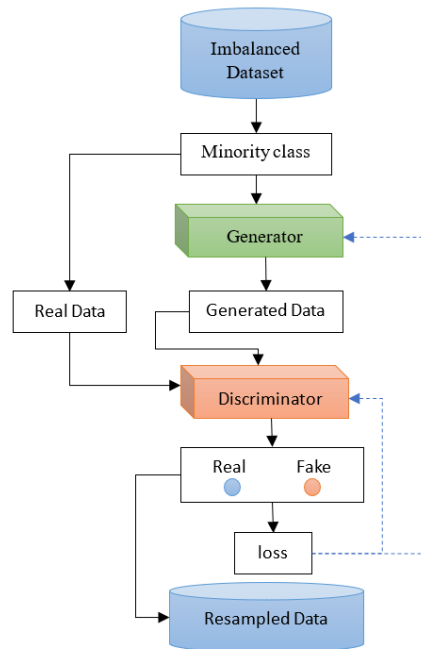 Imbalanced
Dataset
Minority class
Generator
Real Data
Generated Data
Discriminator
Real Fake
loss
Resampled Data